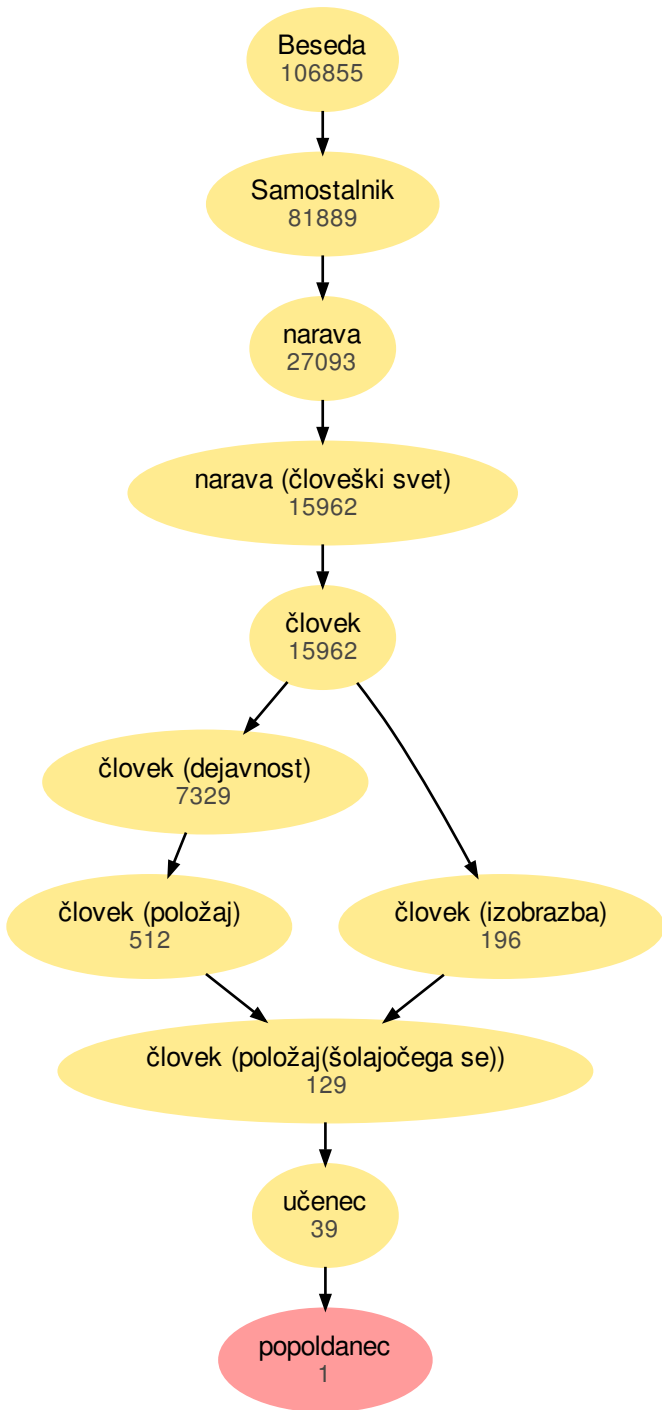 Beseda
106855
Samostalnik
81889
narava
27093
narava (človeški svet)
15962
človek
15962
človek (dejavnost)
7329
človek (položaj)
512
človek (izobrazba)
196
človek (položaj(šolajočega se))
129
učenec
39
popoldanec
1